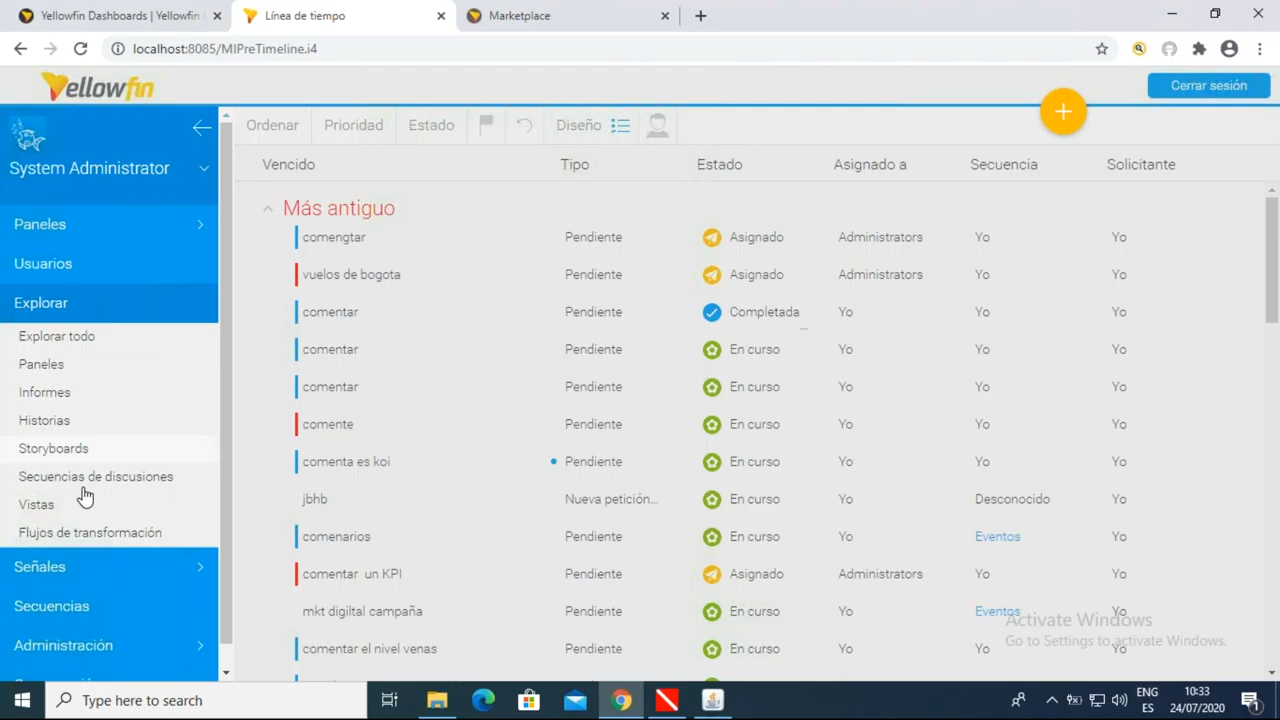 Yellowfin Dashboards | Yellowfin
Línea de tiempo
Marketplace
localhost:8085/MIPreTimeline.i4
Yellowfin
Cerrar sesión
System Administrator
Paneles
Usuarios
Explorar
Explorar todo
Paneles
Informes
Historias
Storyboards
Secuencias de discusiones
Vistas
Flujos de transformación
Señales
Secuencias
Administración
Ordenar Prioridad Estado Diseño
Vencido Tipo Estado Asignado a Secuencia Solicitante
Más antiguo
comengtar Pendiente Asignado Administrators Yo Yo
vuelos de bogota Pendiente Asignado Administrators Yo Yo
comentar Pendiente Completada ... Yo Yo Yo
comentar Pendiente En curso Yo Yo Yo
comentar Pendiente En curso Yo Yo Yo
comente Pendiente En curso Yo Yo Yo
comenta es koi Pendiente En curso Yo Yo Yo
jbhb Nueva petición... En curso Yo Desconocido Yo
comenarios Pendiente En curso Yo Eventos Yo
comentar un KPI Pendiente Asignado Administrators Yo Yo
mkt digiltal campaña Pendiente En curso Yo Eventos Yo
comentar el nivel venas Pendiente En curso Yo Yo Yo
Activate Windows
Go to Settings to activate Windows.
Type here to search
ENG
ES
10:33
24/07/2020
1